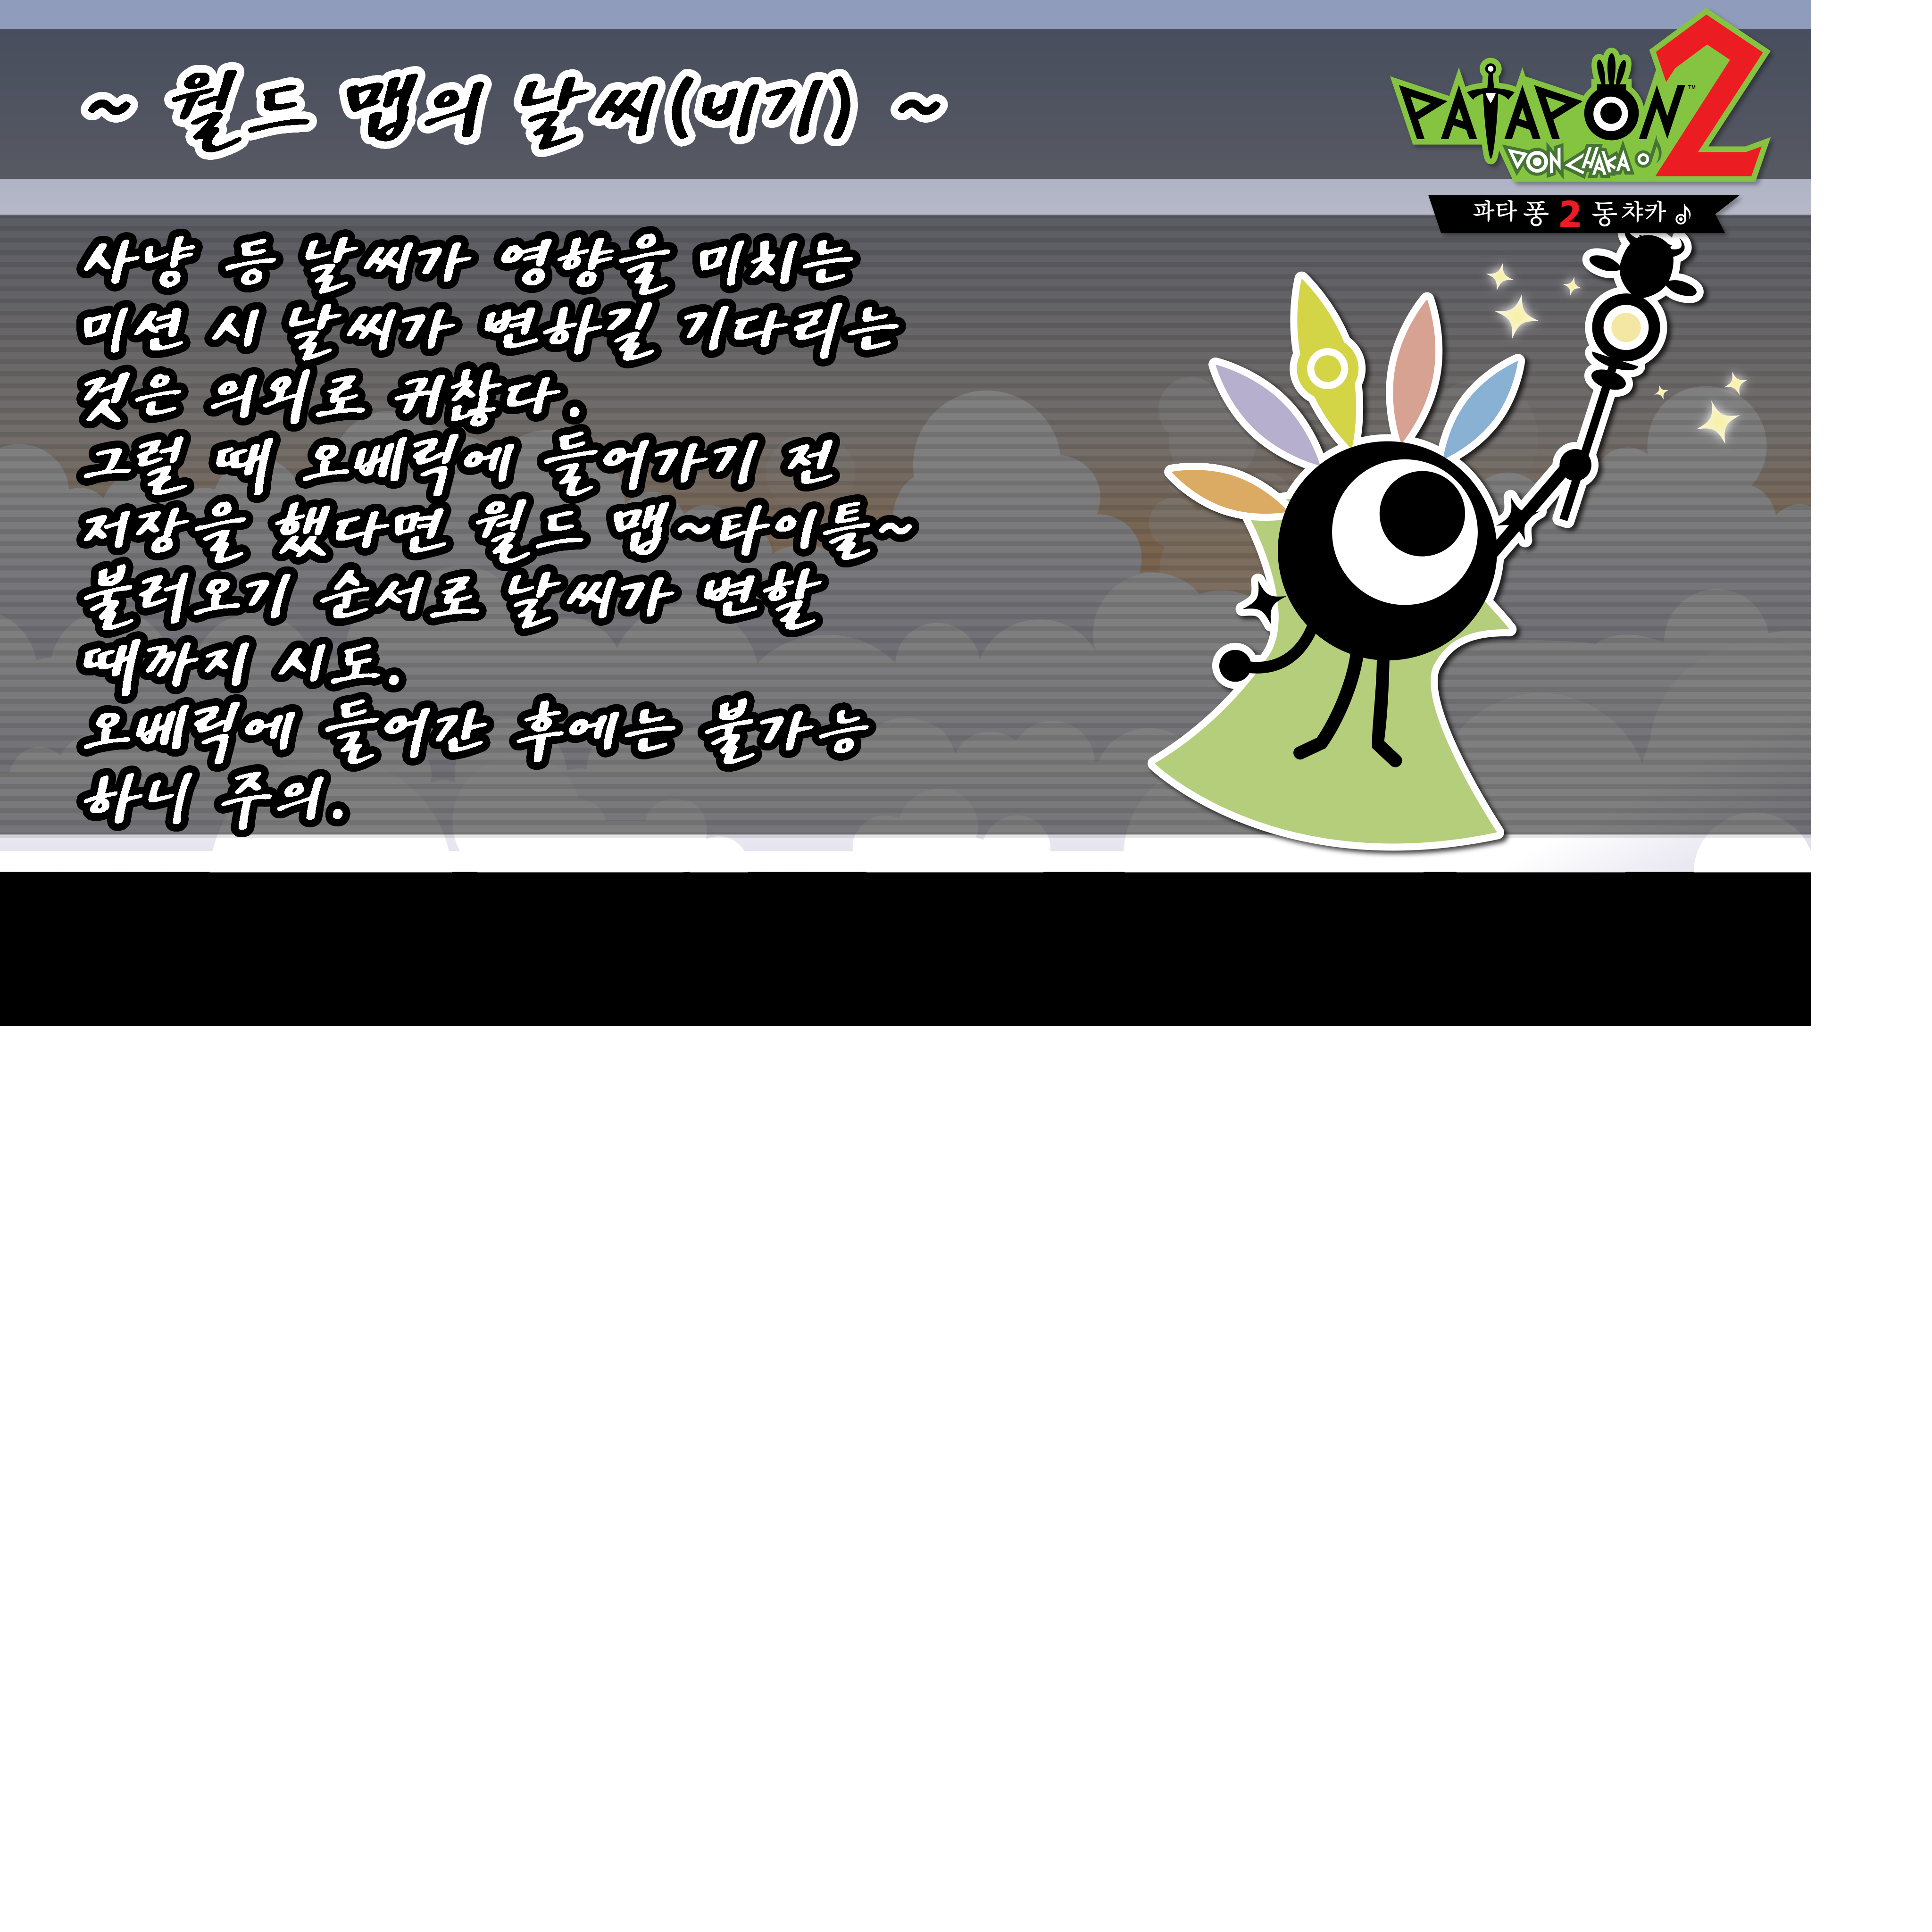 ~ 월드 맵의 날씨(비기) ~
PATAPON 2™
DON CHAKA♪
파타퐁 2 동챠카♪
사냥 등 날씨가 영향을 미치는
미션 시 날씨가 변하길 기다리는
것은 의외로 귀찮다.
그럴 때 오베릭에 들어가기 전
저장을 했다면 월드 맵~타이틀~
불러오기 순서로 날씨가 변할
때까지 시도.
오베릭에 들어간 후에는 불가능
하니 주의.